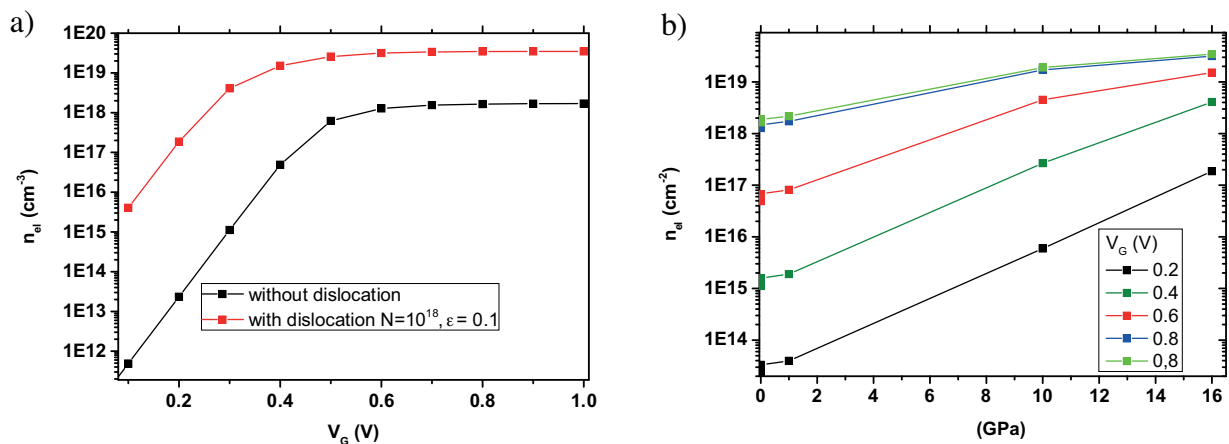 a)
1E20
1E19
1E18
1E17
1E16
1E15
1E14
1E13
1E12
n_el (cm⁻³)
without dislocation
with dislocation N=10¹⁸, ε = 0.1
0.2 0.4 0.6 0.8 1.0
V_G (V)
b)
1E19
1E18
1E17
1E16
1E15
1E14
n_el (cm⁻²)
V_G (V)
0.2
0.4
0.6
0.8
0,8
0 2 4 6 8 10 12 14 16
(GPa)